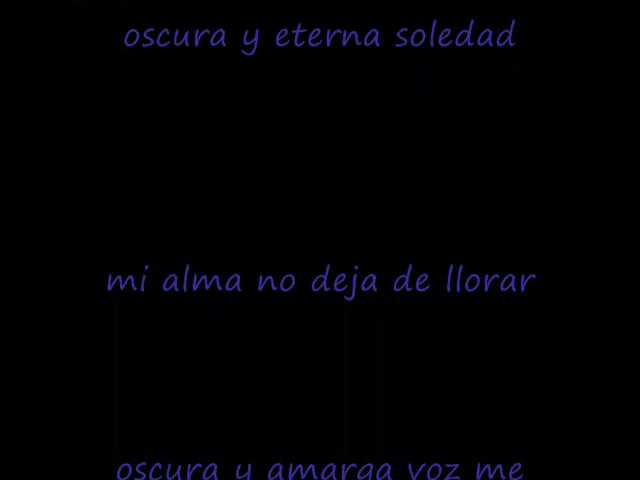 oscura y eterna soledad
mi alma no deja de llorar
oscura y amarga voz me